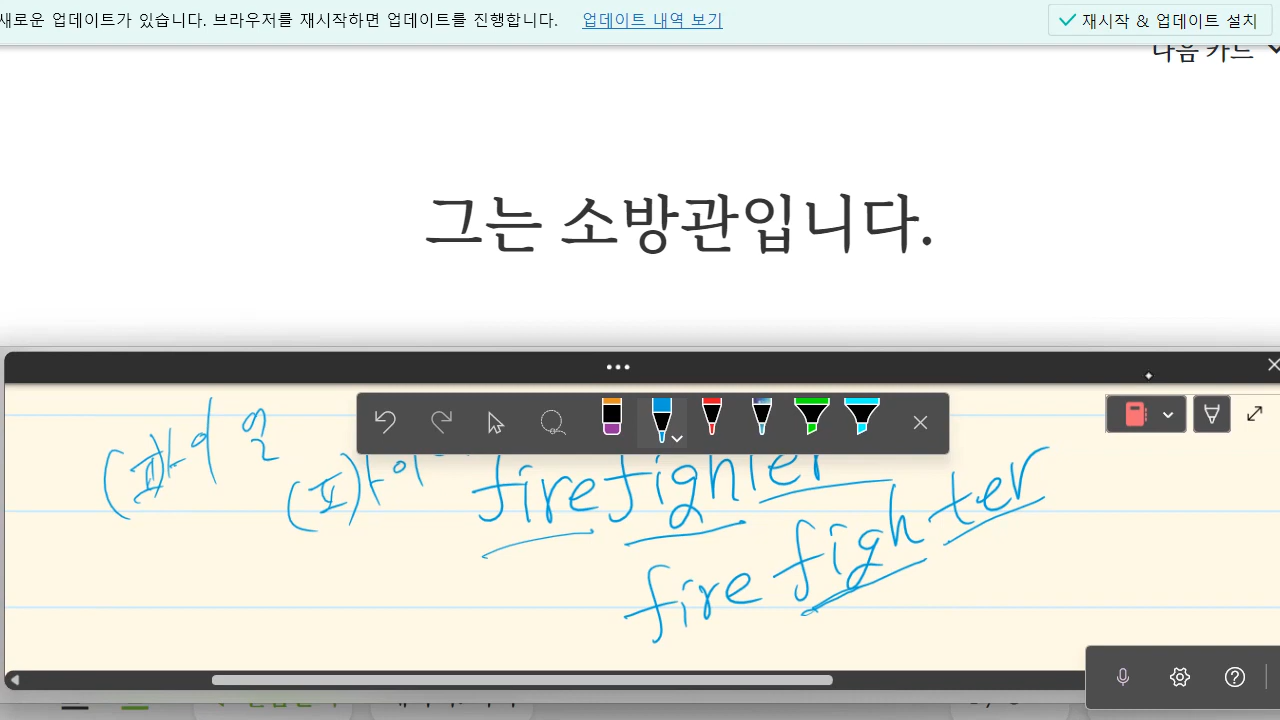 새로운 업데이트가 있습니다. 브라우저를 재시작하면 업데이트를 진행합니다. 업데이트 내역 보기 재시작 & 업데이트 설치
다음 카드
그는 소방관입니다.
firefighter
fire fighter